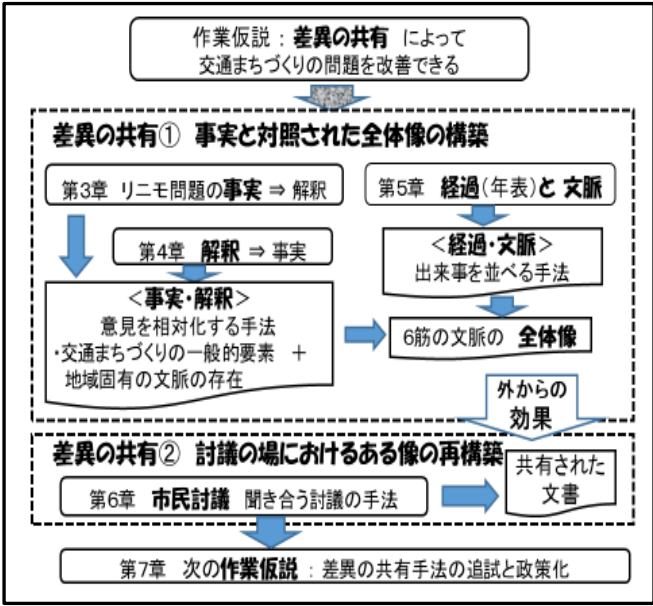 作業仮説：差異の共有 によって
交通まちづくりの問題を改善できる
差異の共有① 事実と対照された全体像の構築
第3章 リニモ問題の事実 ⇒ 解釈
第5章 経過(年表)と 文脈
第4章 解釈 ⇒ 事実
＜経過・文脈＞
出来事を並べる手法
＜事実・解釈＞
意見を相対化する手法
・交通まちづくりの一般的要素 ＋
地域固有の文脈の存在
6筋の文脈の 全体像
外からの
効果
差異の共有② 討議の場におけるある像の再構築
第6章 市民討議 聞き合う討議の手法
共有された
文書
第7章 次の作業仮説：差異の共有手法の追試と政策化